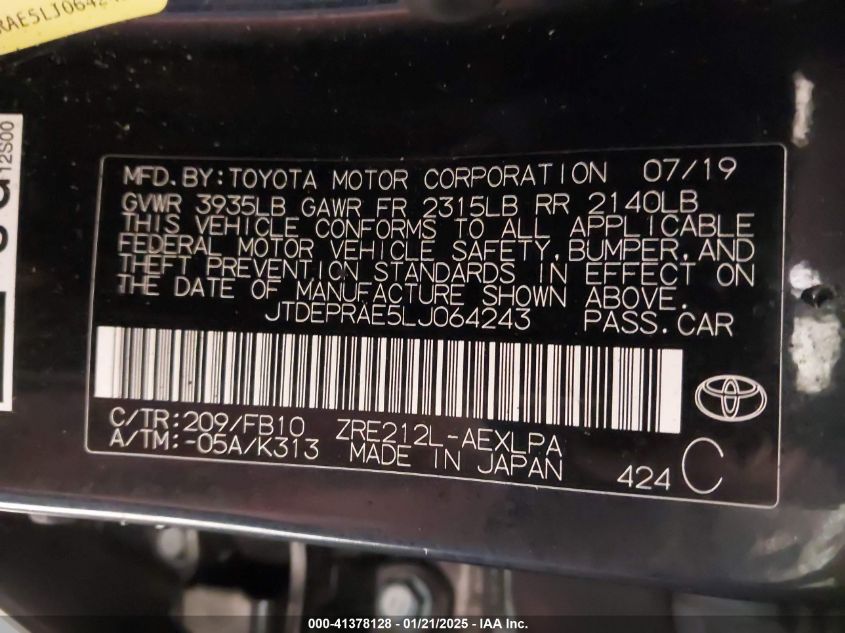 RAE5LJ0642
12S00
MFD. BY: TOYOTA MOTOR CORPORATION 07/19
GVWR 3935LB GAWR FR 2315LB RR 2140LB
THIS VEHICLE CONFORMS TO ALL APPLICABLE
FEDERAL MOTOR VEHICLE SAFETY, BUMPER, AND
THEFT PREVENTION STANDARDS IN EFFECT ON
THE DATE OF MANUFACTURE SHOWN ABOVE.
JTDEPRAE5LJ064243 PASS. CAR
C/TR: 209/FB10 ZRE212L-AEXLPA
A/TM: -05A/K313 MADE IN JAPAN
424 C
000-41378128 - 01/21/2025 - IAA Inc.